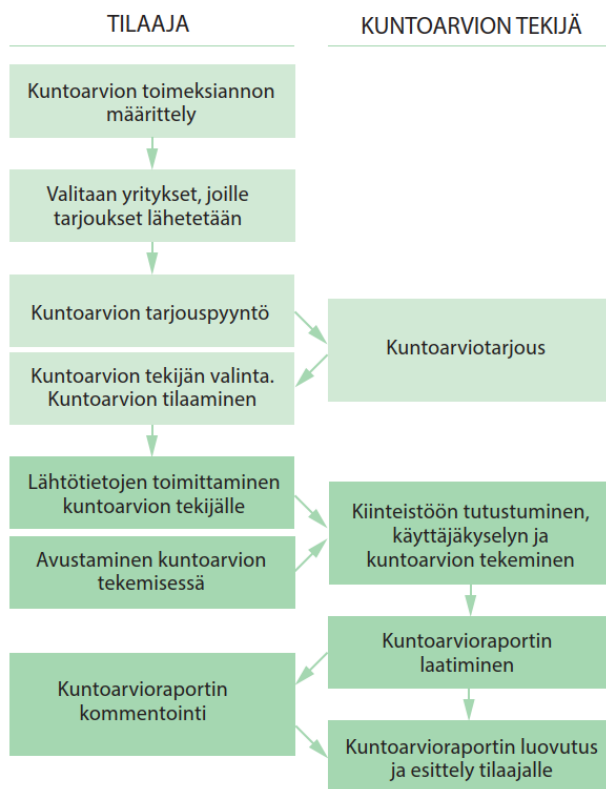 TILAAJA
KUNTOARVION TEKIJÄ
Kuntoarvion toimeksiannon
määrittely
Valitaan yritykset, joille
tarjoukset lähetetään
Kuntoarvion tarjouspyyntö
Kuntoarviotarjous
Kuntoarvion tekijän valinta.
Kuntoarvion tilaaminen
Lähtötietojen toimittaminen
kuntoarvion tekijälle
Avustaminen kuntoarvion
tekemisessä
Kiinteistöön tutustuminen,
käyttäjäkyselyn ja
kuntoarvion tekeminen
Kuntoarvioraportin
laatiminen
Kuntoarvioraportin
kommentointi
Kuntoarvioraportin luovutus
ja esittely tilaajalle